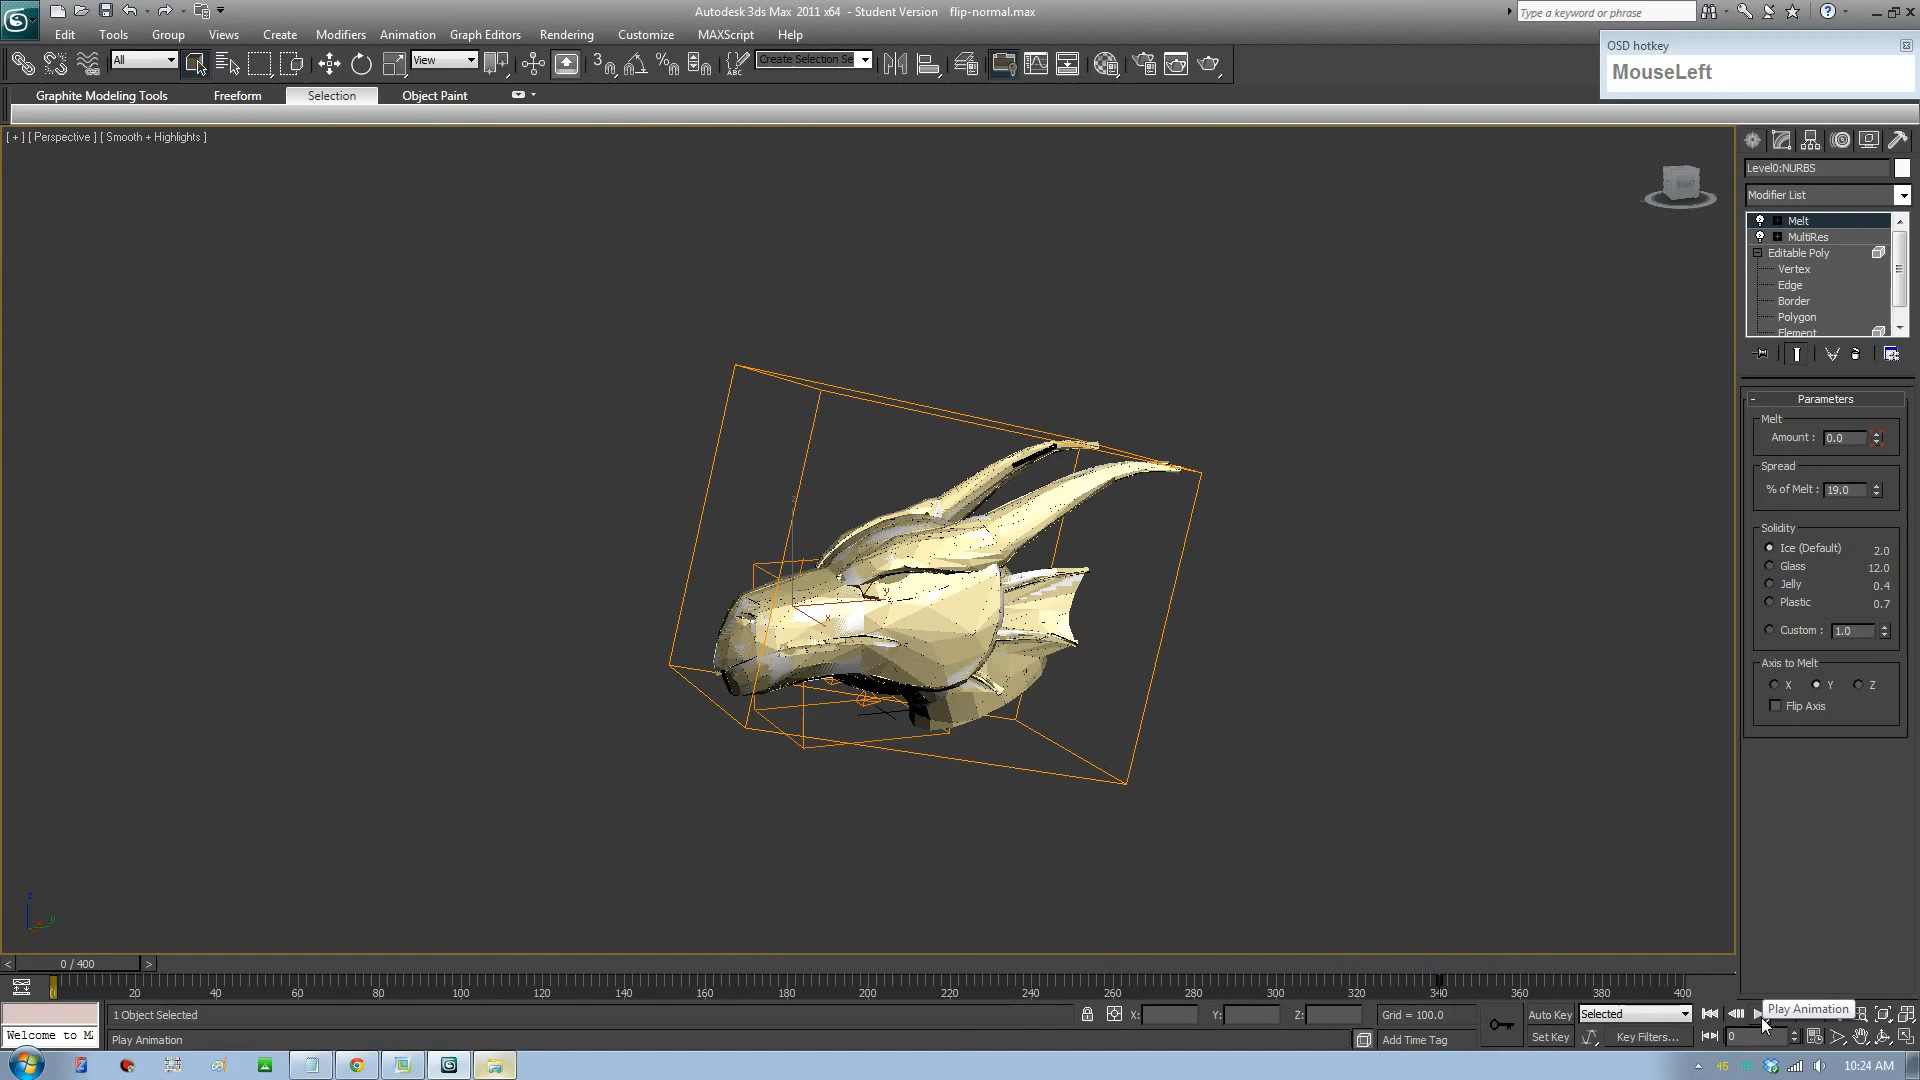 Autodesk 3ds Max 2011 x64 - Student Version flip-normal.max
Type a keyword or phrase
Edit Tools Group Views Create Modifiers Animation Graph Editors Rendering Customize MAXScript Help
OSD hotkey
MouseLeft
All View Create Selection Se
Graphite Modeling Tools Freeform Selection Object Paint
[ + ] [ Perspective ] [ Smooth + Highlights ]
RIGHT
Level0:NURBS
Modifier List
Melt
MultiRes
Editable Poly
Vertex
Edge
Border
Polygon
Element
Parameters
Melt
Amount : 0.0
Spread
% of Melt : 19.0
Solidity
Ice (Default) 2.0
Glass 12.0
Jelly 0.4
Plastic 0.7
Custom : 1.0
Axis to Melt
X Y Z
Flip Axis
z
y
x
z
x y
< 0 / 400 >
0 20 40 60 80 100 120 140 160 180 200 220 240 260 280 300 320 340 360 380 400
1 Object Selected X: Y: Z: Grid = 100.0 Auto Key Selected
Play Animation
Welcome to M
Play Animation Add Time Tag Set Key Key Filters... 0
45 10:24 AM